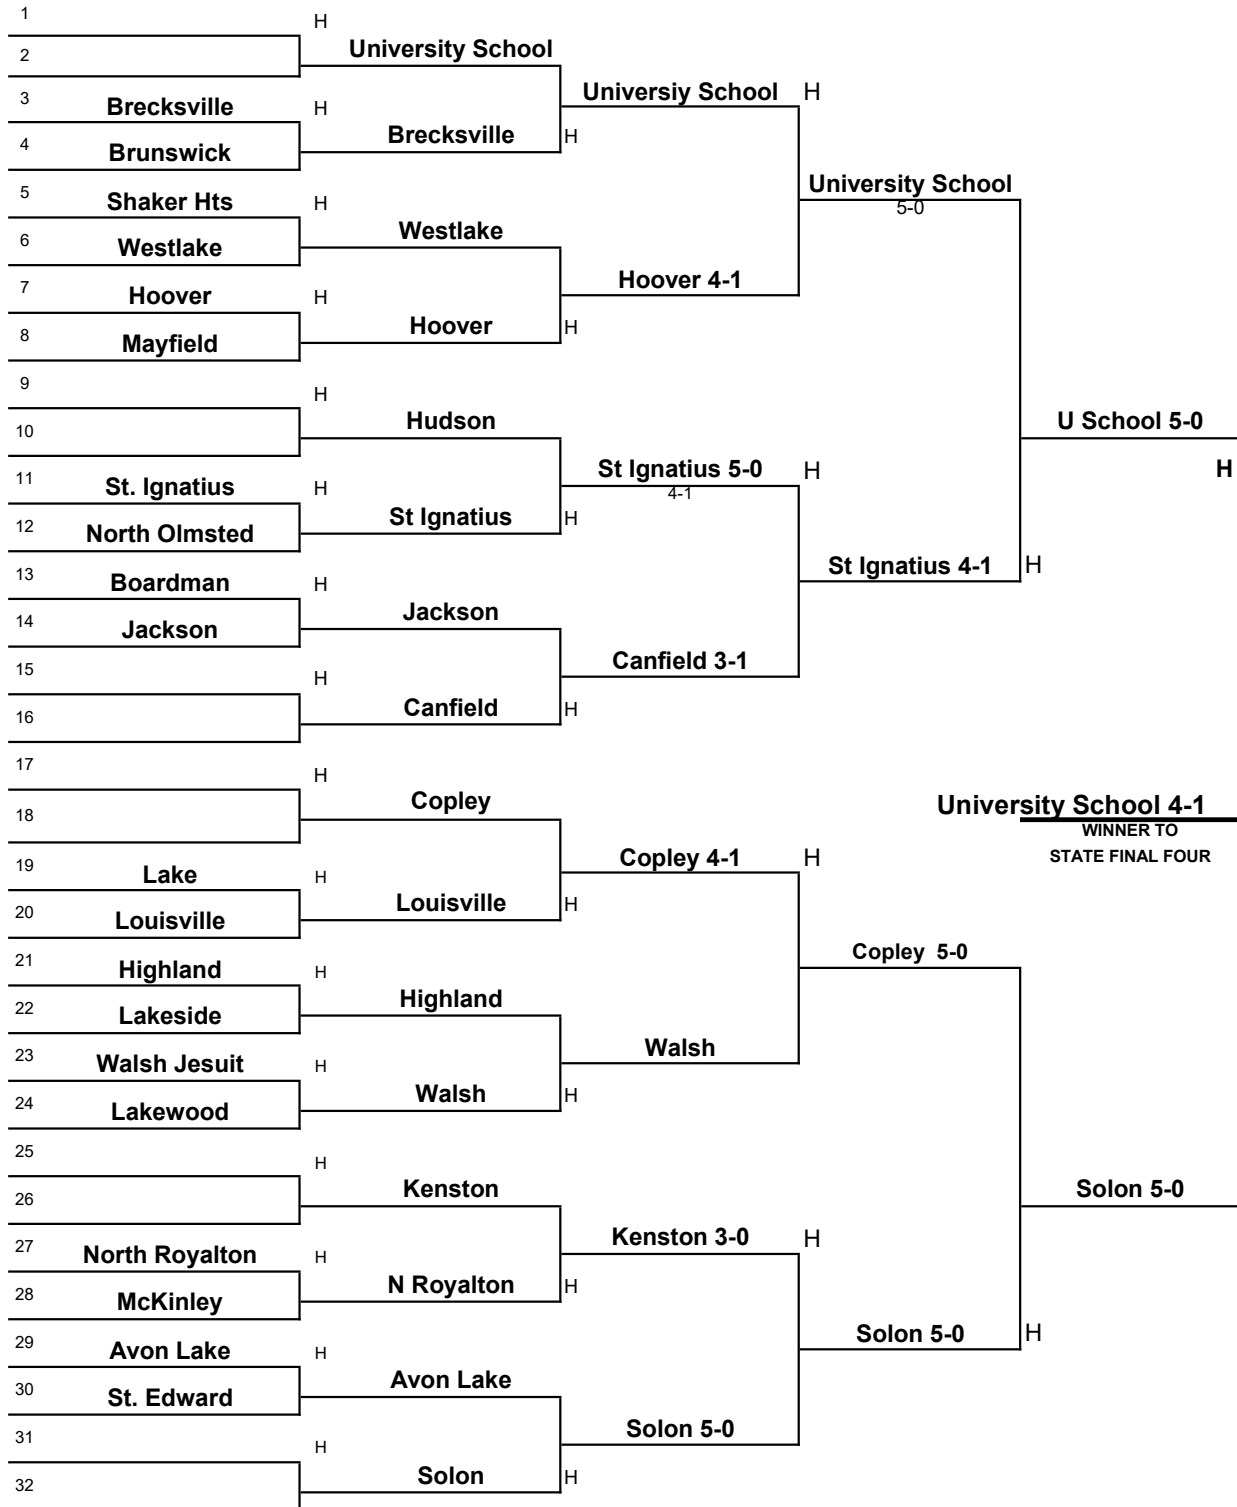 1
H
2
University School
3
Brecksville
H
Universiy School
H
4
Brunswick
Brecksville
H
5
Shaker Hts
H
University School
5-0
6
Westlake
Westlake
7
Hoover
H
Hoover 4-1
8
Mayfield
Hoover
H
9
H
10
Hudson
U School 5-0
H
11
St. Ignatius
H
St Ignatius 5-0
4-1
H
12
North Olmsted
St Ignatius
H
13
Boardman
H
St Ignatius 4-1
H
14
Jackson
Jackson
15
H
Canfield 3-1
16
Canfield
H
17
H
18
Copley
University School 4-1
WINNER TO
STATE FINAL FOUR
19
Lake
H
Copley 4-1
H
20
Louisville
Louisville
H
21
Highland
H
Copley 5-0
22
Lakeside
Highland
23
Walsh Jesuit
H
Walsh
24
Lakewood
Walsh
H
25
H
26
Kenston
Solon 5-0
27
North Royalton
H
Kenston 3-0
H
28
McKinley
N Royalton
H
29
Avon Lake
H
Solon 5-0
H
30
St. Edward
Avon Lake
31
H
Solon 5-0
32
Solon
H